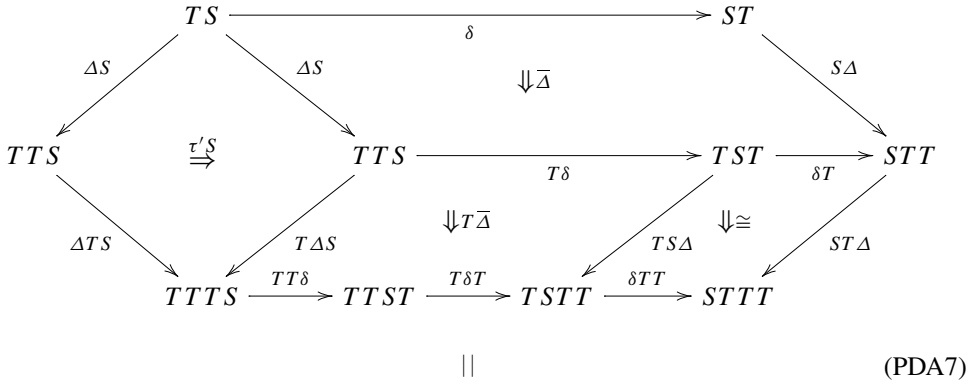 TS ST
δ
ΔS ΔS SΔ
⇓Δ̅
τ′S
TTS ⇒ TTS TST STT
Tδ δT
⇓TΔ̅ ⇓≅
ΔTS TΔS TSΔ STΔ
TTδ TδT δTT
TTTS TTST TSTT STTT
|| (PDA7)